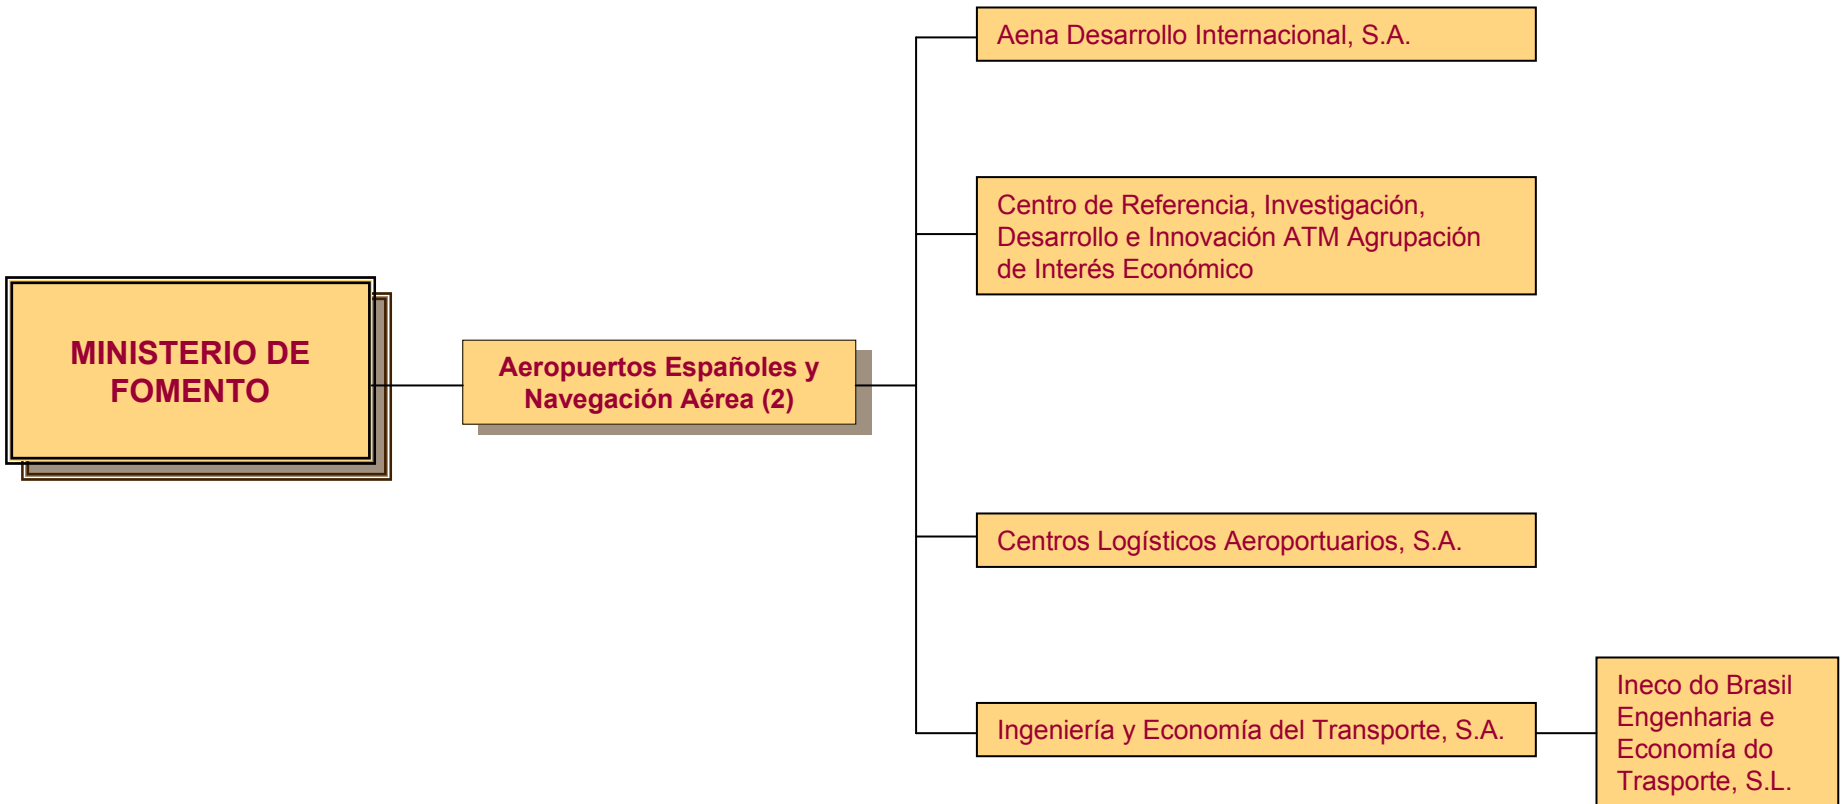 Aena Desarrollo Internacional, S.A.
Centro de Referencia, Investigación,
Desarrollo e Innovación ATM Agrupación
de Interés Económico
MINISTERIO DE
FOMENTO
Aeropuertos Españoles y
Navegación Aérea (2)
Centros Logísticos Aeroportuarios, S.A.
Ingeniería y Economía del Transporte, S.A.
Ineco do Brasil
Engenharia e
Economía do
Trasporte, S.L.